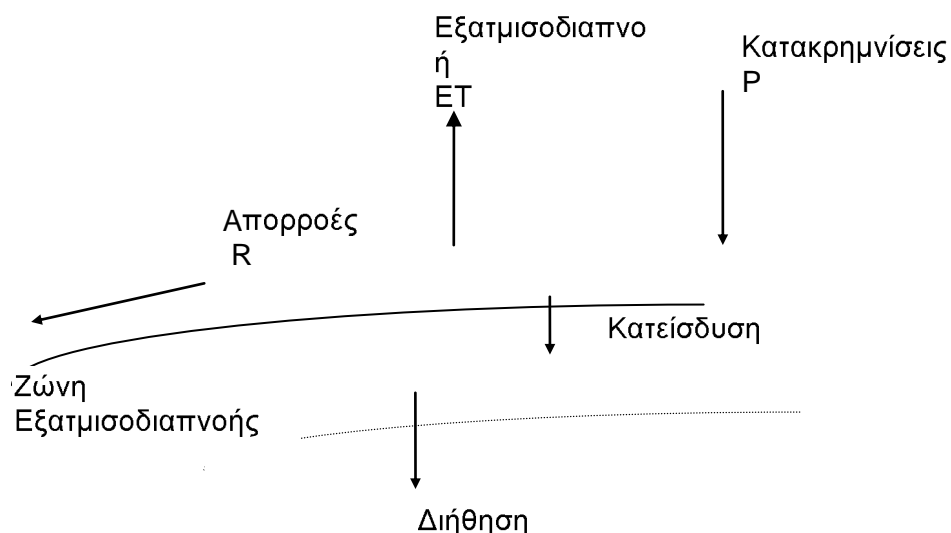 Εξατμισοδιαπνο
ή
ET
Κατακρημνίσεις
P
Απορροές
R
Κατείσδυση
Ζώνη
Εξατμισοδιαπνοής
Διήθηση